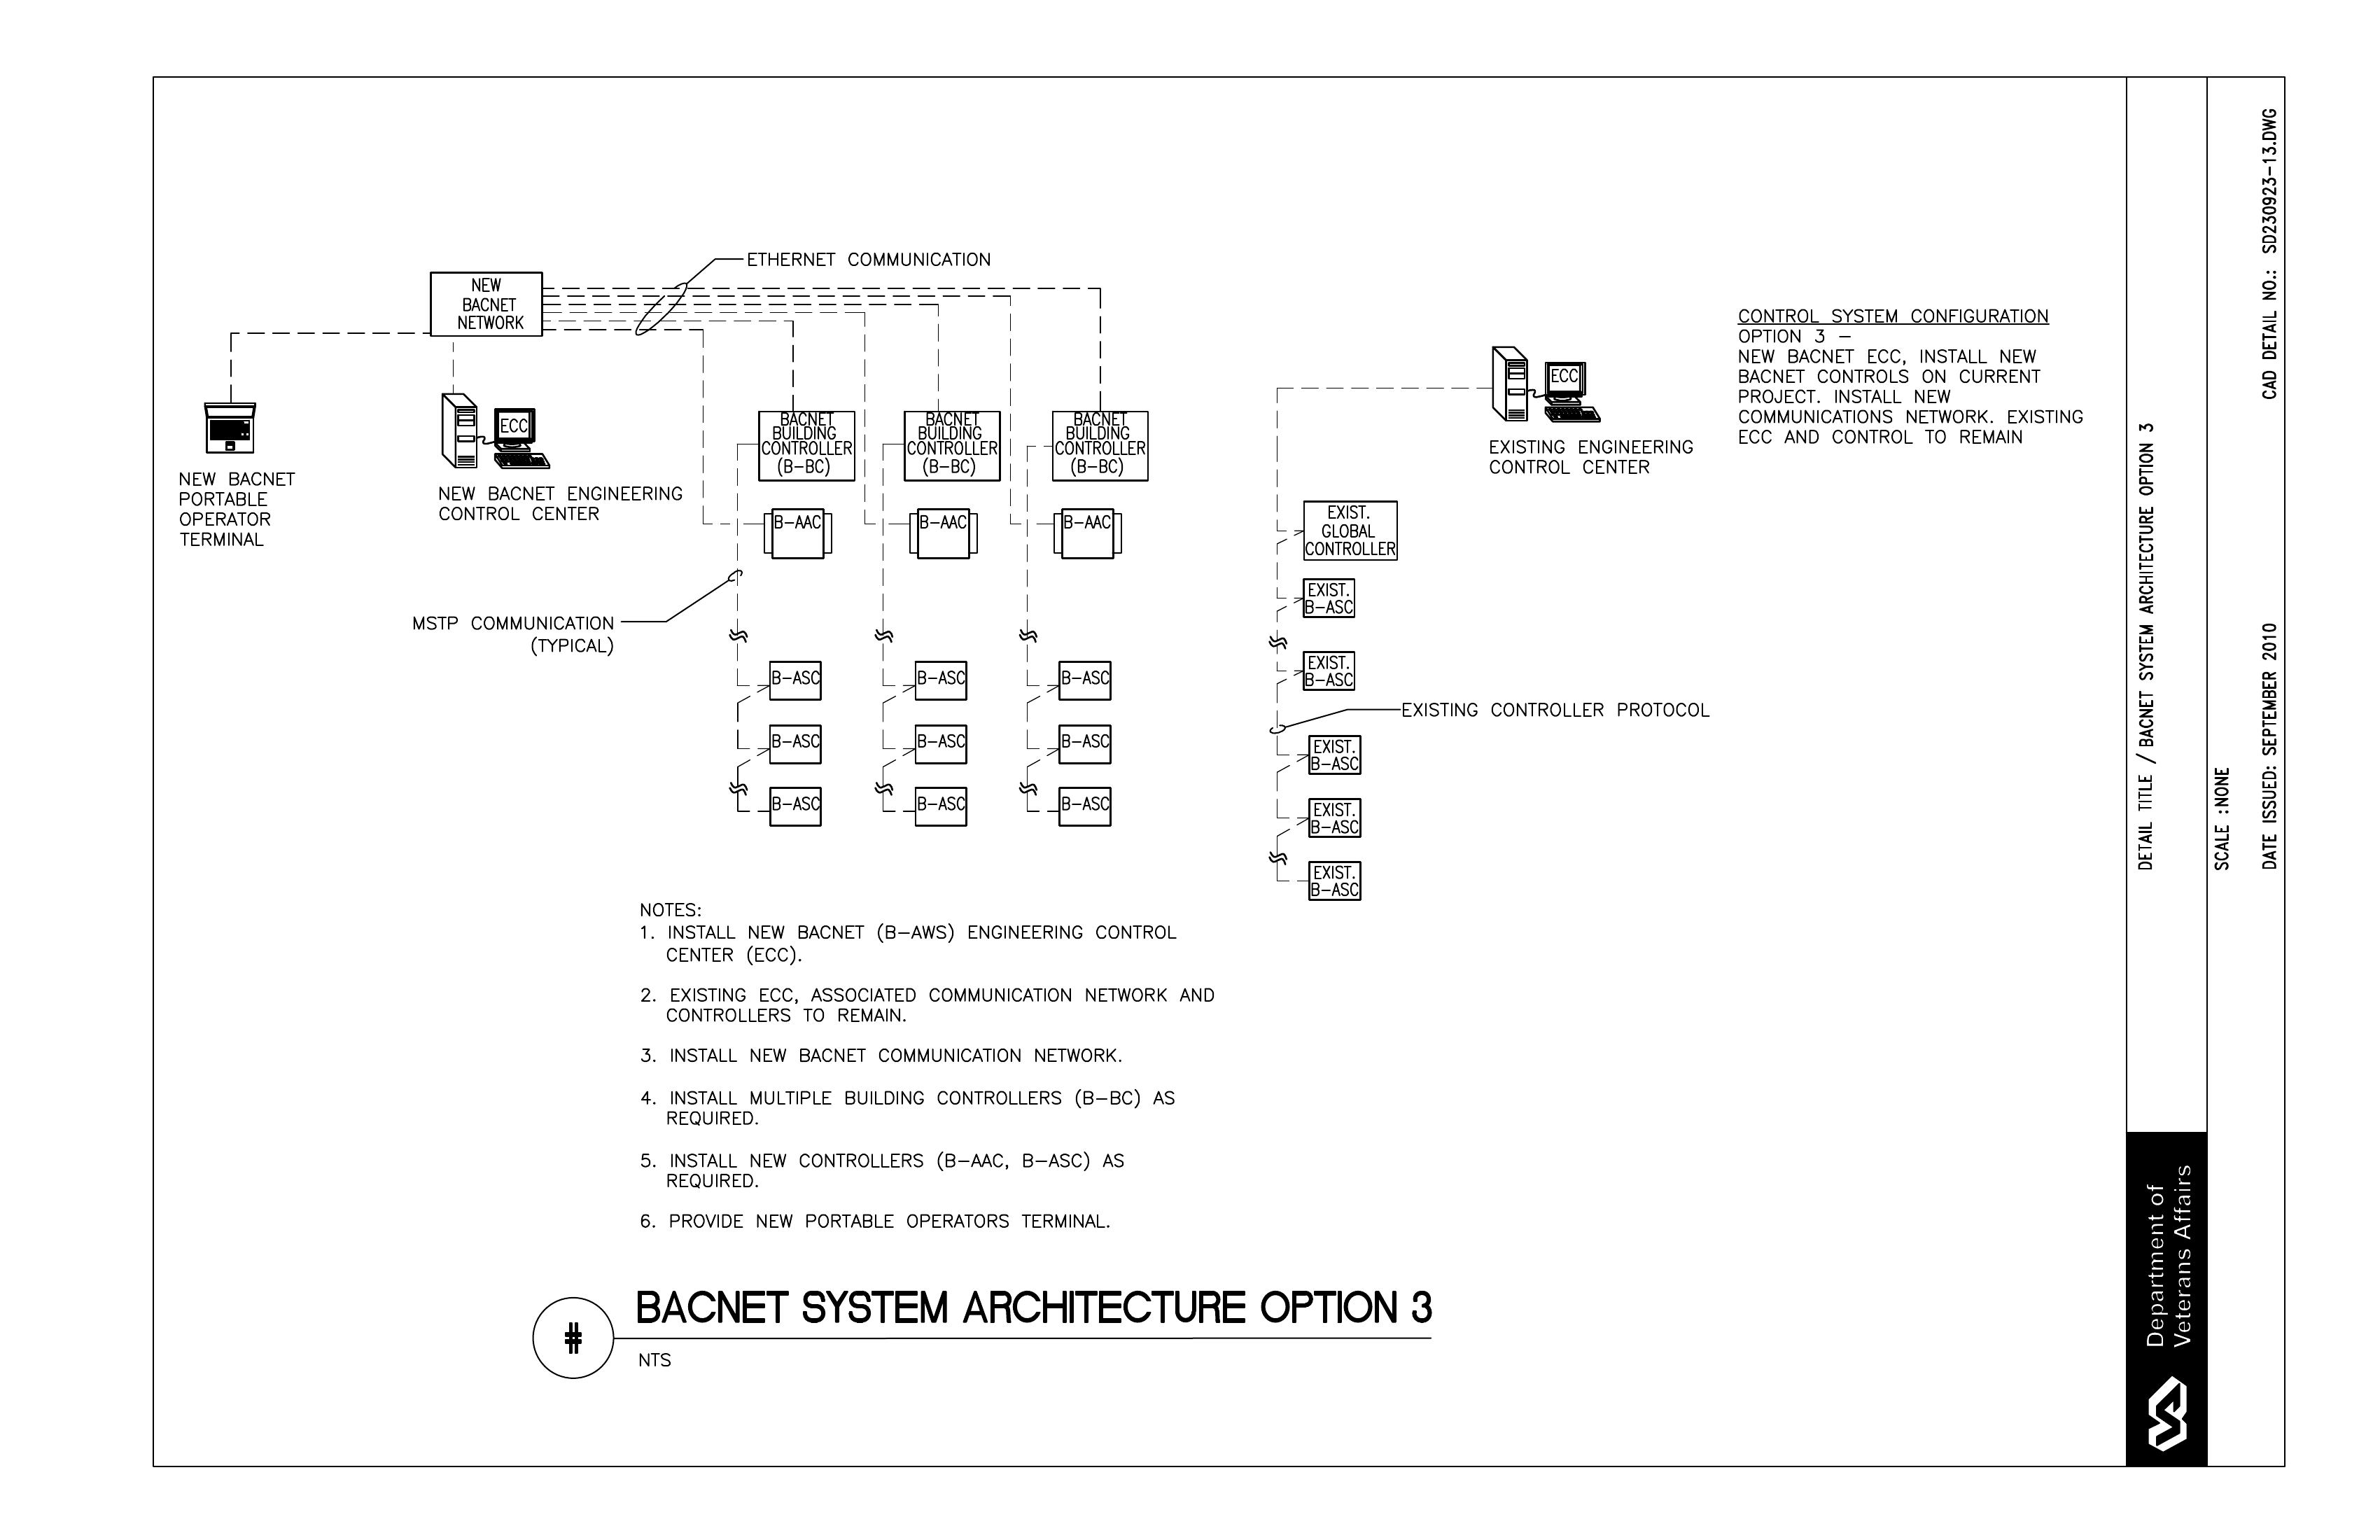 ETHERNET COMMUNICATION
NEW
BACNET
NETWORK
CONTROL SYSTEM CONFIGURATION
OPTION 3 –
NEW BACNET ECC, INSTALL NEW
BACNET CONTROLS ON CURRENT
PROJECT. INSTALL NEW
COMMUNICATIONS NETWORK. EXISTING
ECC AND CONTROL TO REMAIN
ECC
EXISTING ENGINEERING
CONTROL CENTER
ECC
NEW BACNET ENGINEERING
CONTROL CENTER
NEW BACNET
PORTABLE
OPERATOR
TERMINAL
BACNET
BUILDING
CONTROLLER
(B-BC)
BACNET
BUILDING
CONTROLLER
(B-BC)
BACNET
BUILDING
CONTROLLER
(B-BC)
B-AAC
B-AAC
B-AAC
EXIST.
GLOBAL
CONTROLLER
EXIST.
B-ASC
MSTP COMMUNICATION
(TYPICAL)
EXIST.
B-ASC
B-ASC
B-ASC
B-ASC
EXISTING CONTROLLER PROTOCOL
B-ASC
B-ASC
B-ASC
EXIST.
B-ASC
B-ASC
B-ASC
B-ASC
EXIST.
B-ASC
EXIST.
B-ASC
NOTES:
1. INSTALL NEW BACNET (B-AWS) ENGINEERING CONTROL
CENTER (ECC).
2. EXISTING ECC, ASSOCIATED COMMUNICATION NETWORK AND
CONTROLLERS TO REMAIN.
3. INSTALL NEW BACNET COMMUNICATION NETWORK.
4. INSTALL MULTIPLE BUILDING CONTROLLERS (B-BC) AS
REQUIRED.
5. INSTALL NEW CONTROLLERS (B-AAC, B-ASC) AS
REQUIRED.
6. PROVIDE NEW PORTABLE OPERATORS TERMINAL.
#
BACNET SYSTEM ARCHITECTURE OPTION 3
NTS
DETAIL TITLE / BACNET SYSTEM ARCHITECTURE OPTION 3
SCALE :NONE
DATE ISSUED: SEPTEMBER 2010
CAD DETAIL NO.: SD230923-13.DWG
Department of
Veterans Affairs